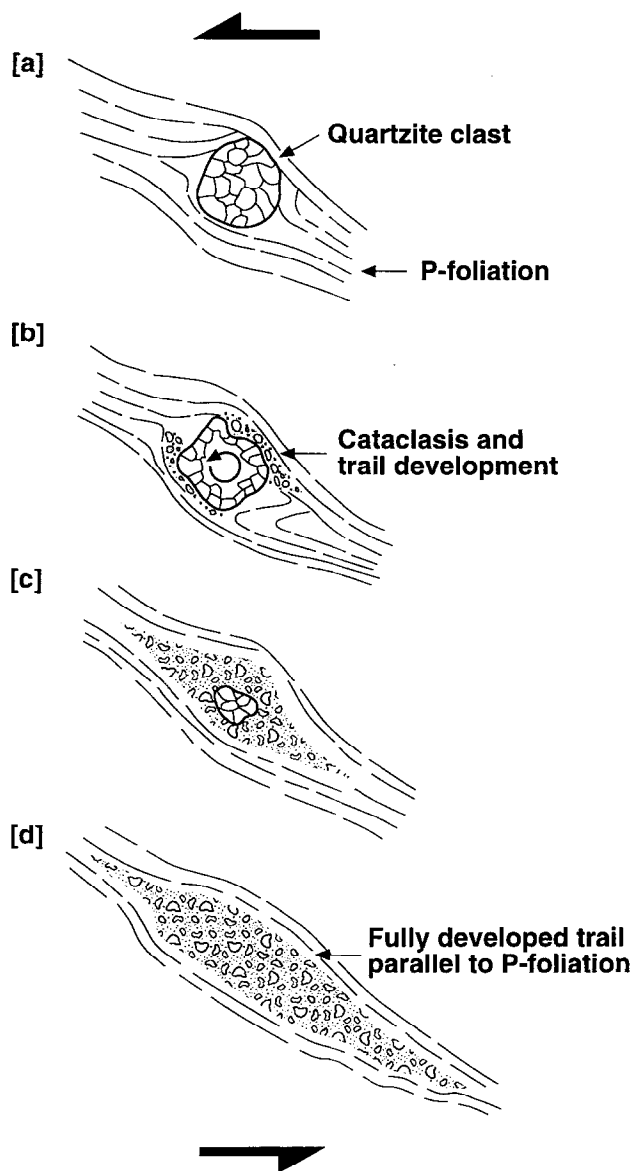 [a]
Quartzite clast
P-foliation
[b]
Cataclasis and
trail development
[c]
[d]
Fully developed trail
parallel to P-foliation